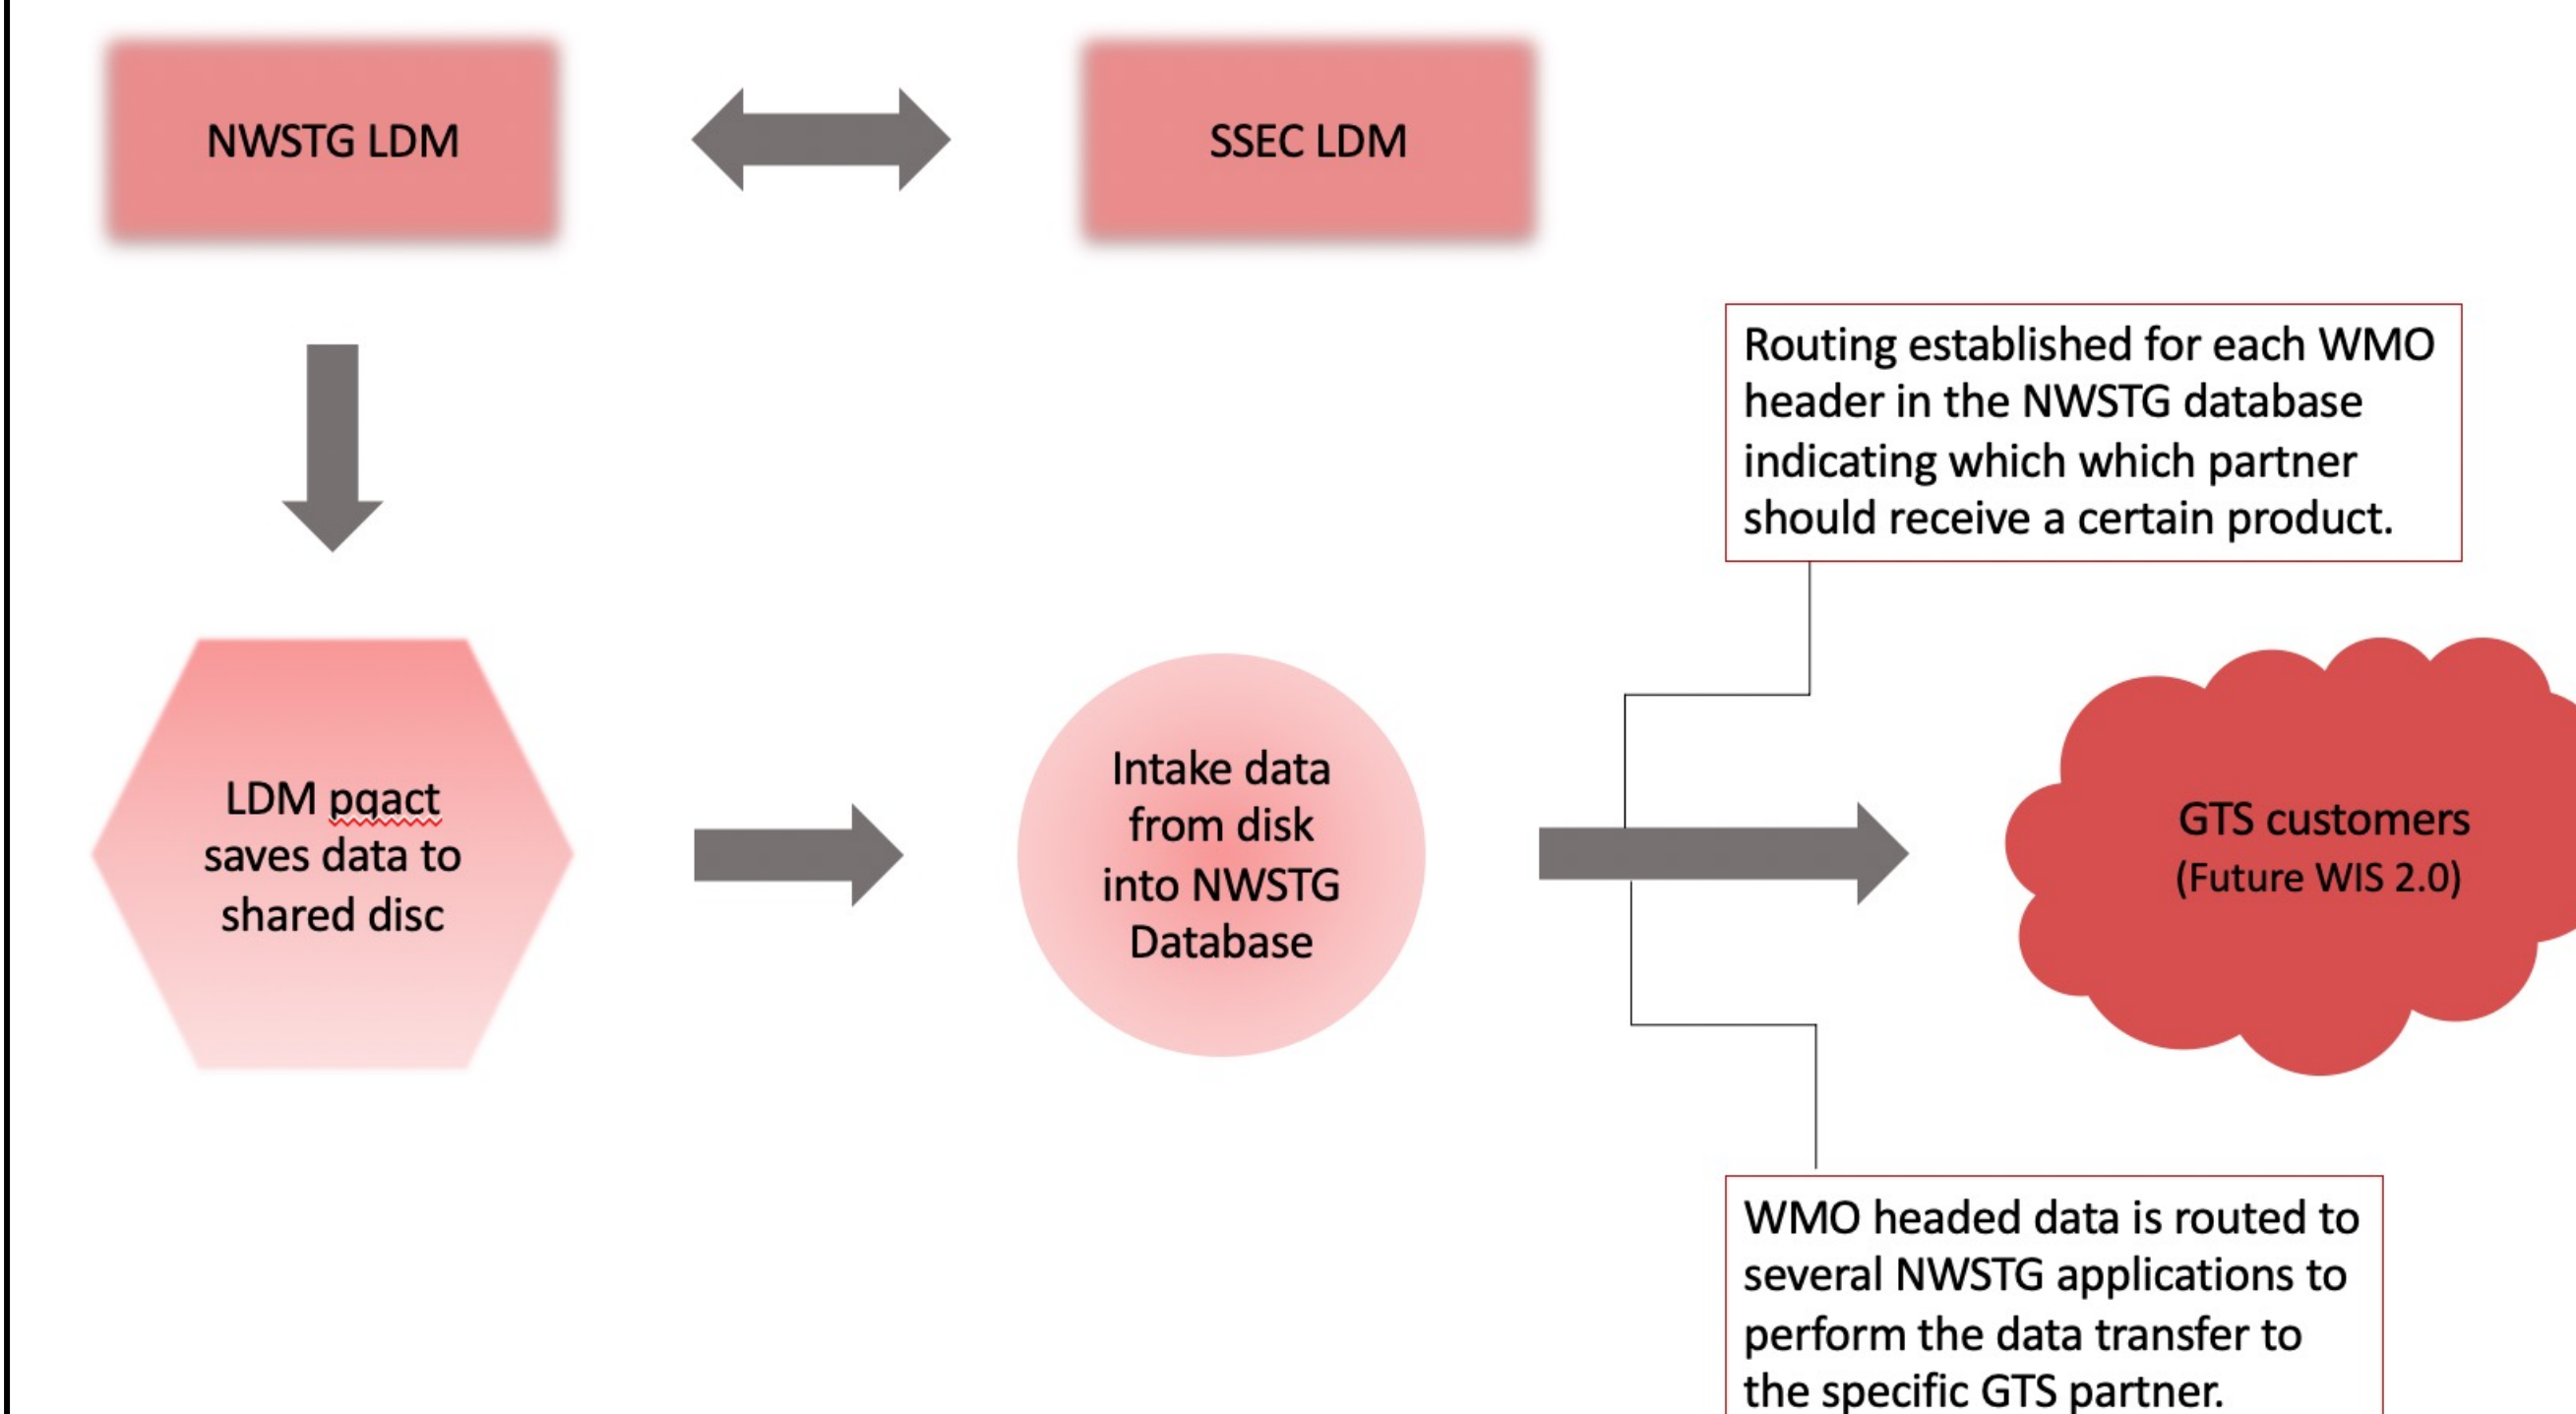 NWSTG LDM
SSEC LDM
Routing established for each WMO
header in the NWSTG database
indicating which which partner
should receive a certain product.
LDM pqact
saves data to
shared disc
Intake data
from disk
into NWSTG
Database
GTS customers
(Future WIS 2.0)
WMO headed data is routed to
several NWSTG applications to
perform the data transfer to
the specific GTS partner.